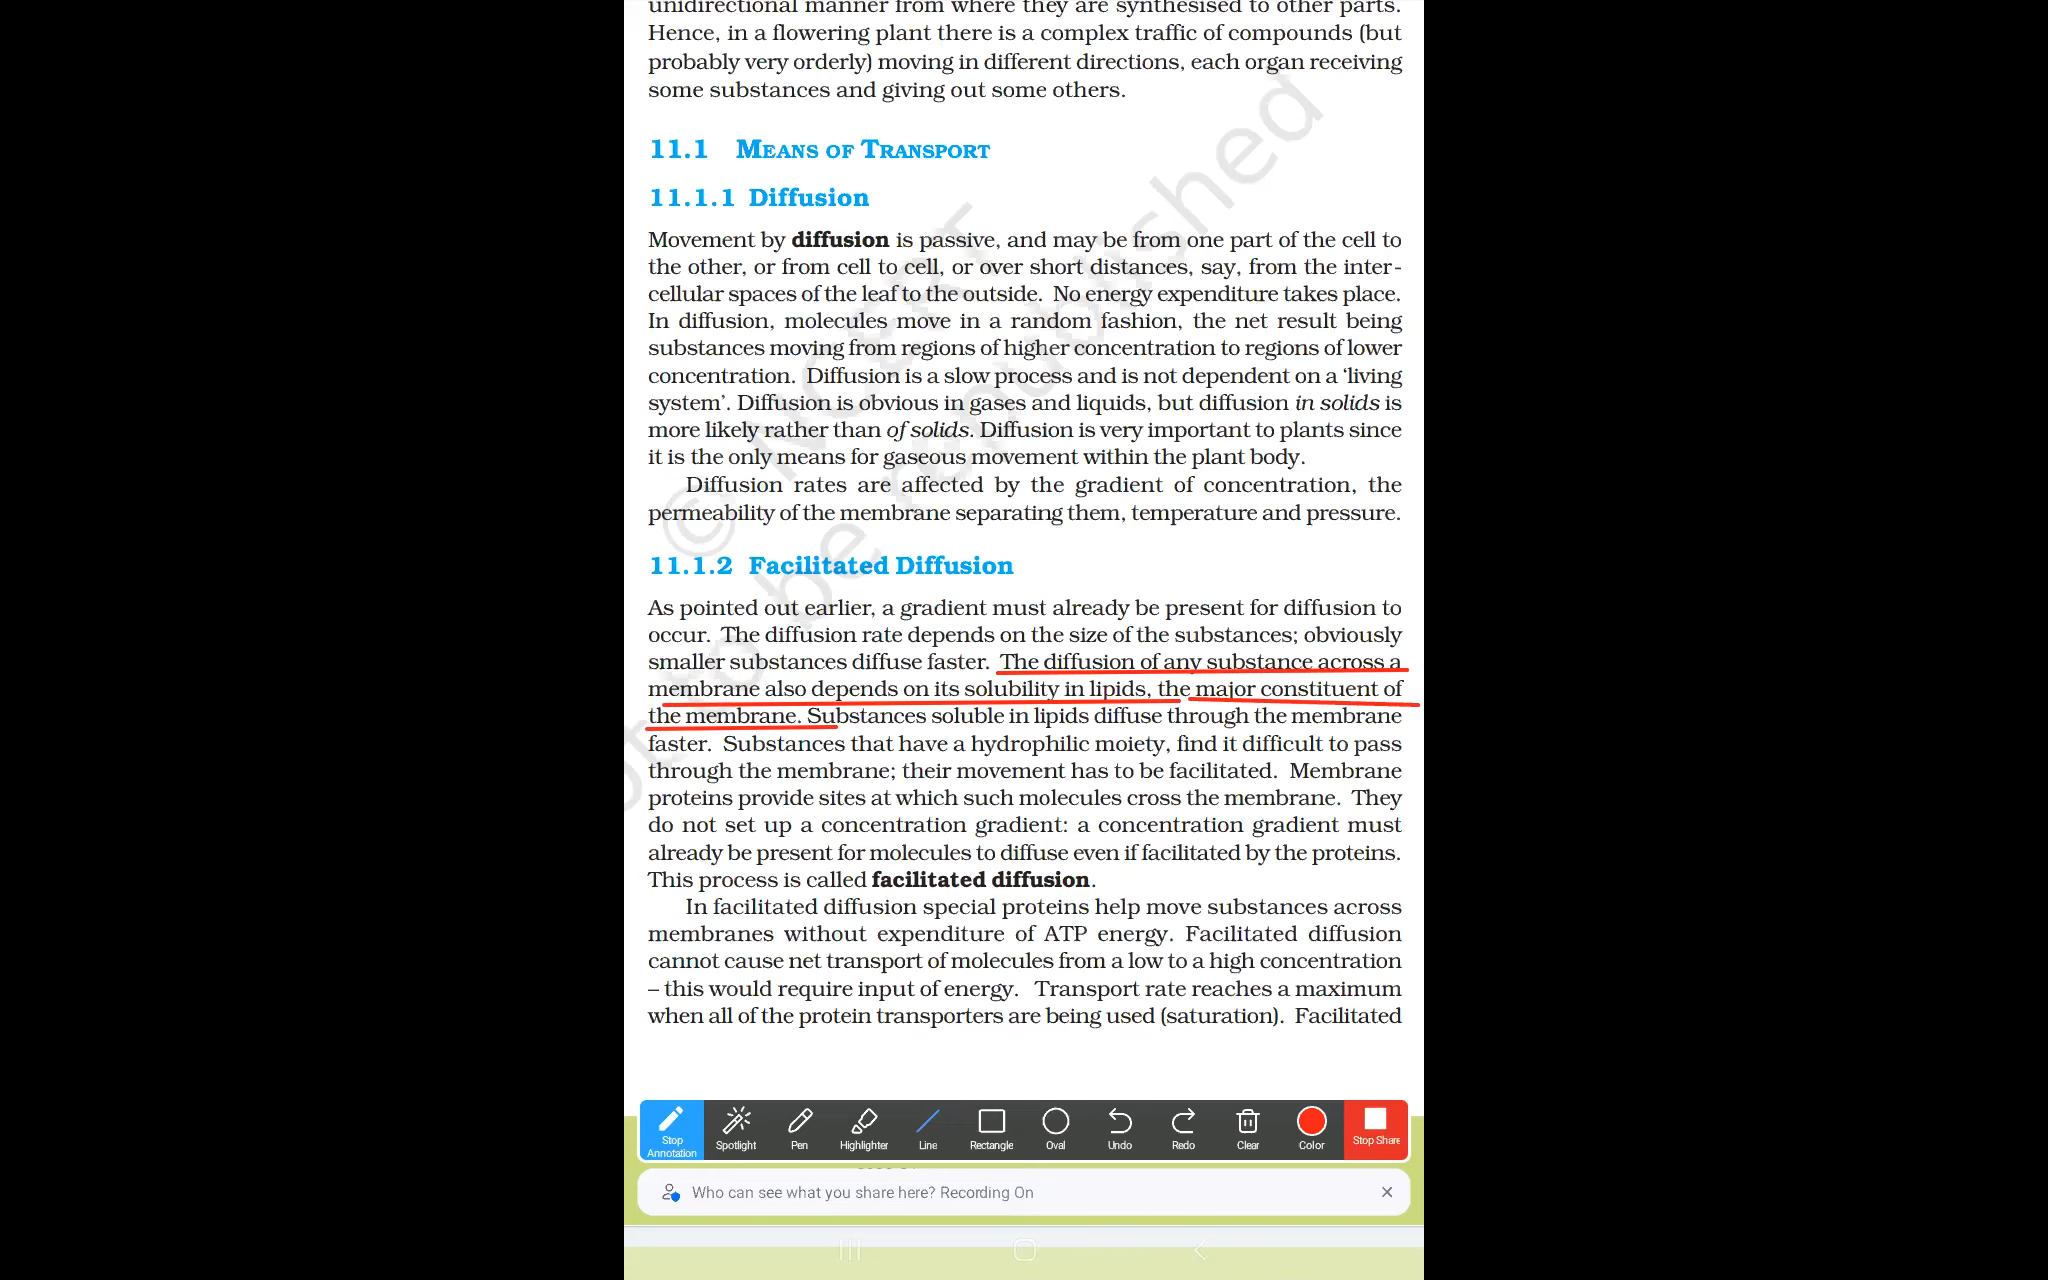 unidirectional manner from where they are synthesised to other parts.
Hence, in a flowering plant there is a complex traffic of compounds (but
probably very orderly) moving in different directions, each organ receiving
some substances and giving out some others.
11.1 MEANS OF TRANSPORT
11.1.1 Diffusion
Movement by diffusion is passive, and may be from one part of the cell to
the other, or from cell to cell, or over short distances, say, from the inter-
cellular spaces of the leaf to the outside. No energy expenditure takes place.
In diffusion, molecules move in a random fashion, the net result being
substances moving from regions of higher concentration to regions of lower
concentration. Diffusion is a slow process and is not dependent on a ‘living
system’. Diffusion is obvious in gases and liquids, but diffusion in solids is
more likely rather than of solids. Diffusion is very important to plants since
it is the only means for gaseous movement within the plant body.
Diffusion rates are affected by the gradient of concentration, the
permeability of the membrane separating them, temperature and pressure.
11.1.2 Facilitated Diffusion
As pointed out earlier, a gradient must already be present for diffusion to
occur. The diffusion rate depends on the size of the substances; obviously
smaller substances diffuse faster. The diffusion of any substance across a
membrane also depends on its solubility in lipids, the major constituent of
the membrane. Substances soluble in lipids diffuse through the membrane
faster. Substances that have a hydrophilic moiety, find it difficult to pass
through the membrane; their movement has to be facilitated. Membrane
proteins provide sites at which such molecules cross the membrane. They
do not set up a concentration gradient: a concentration gradient must
already be present for molecules to diffuse even if facilitated by the proteins.
This process is called facilitated diffusion.
In facilitated diffusion special proteins help move substances across
membranes without expenditure of ATP energy. Facilitated diffusion
cannot cause net transport of molecules from a low to a high concentration
– this would require input of energy. Transport rate reaches a maximum
when all of the protein transporters are being used (saturation). Facilitated
© NCERT
be republished
Stop Annotation
Spotlight
Pen
Highlighter
Line
Rectangle
Oval
Undo
Redo
Clear
Color
Stop Share
Who can see what you share here? Recording On